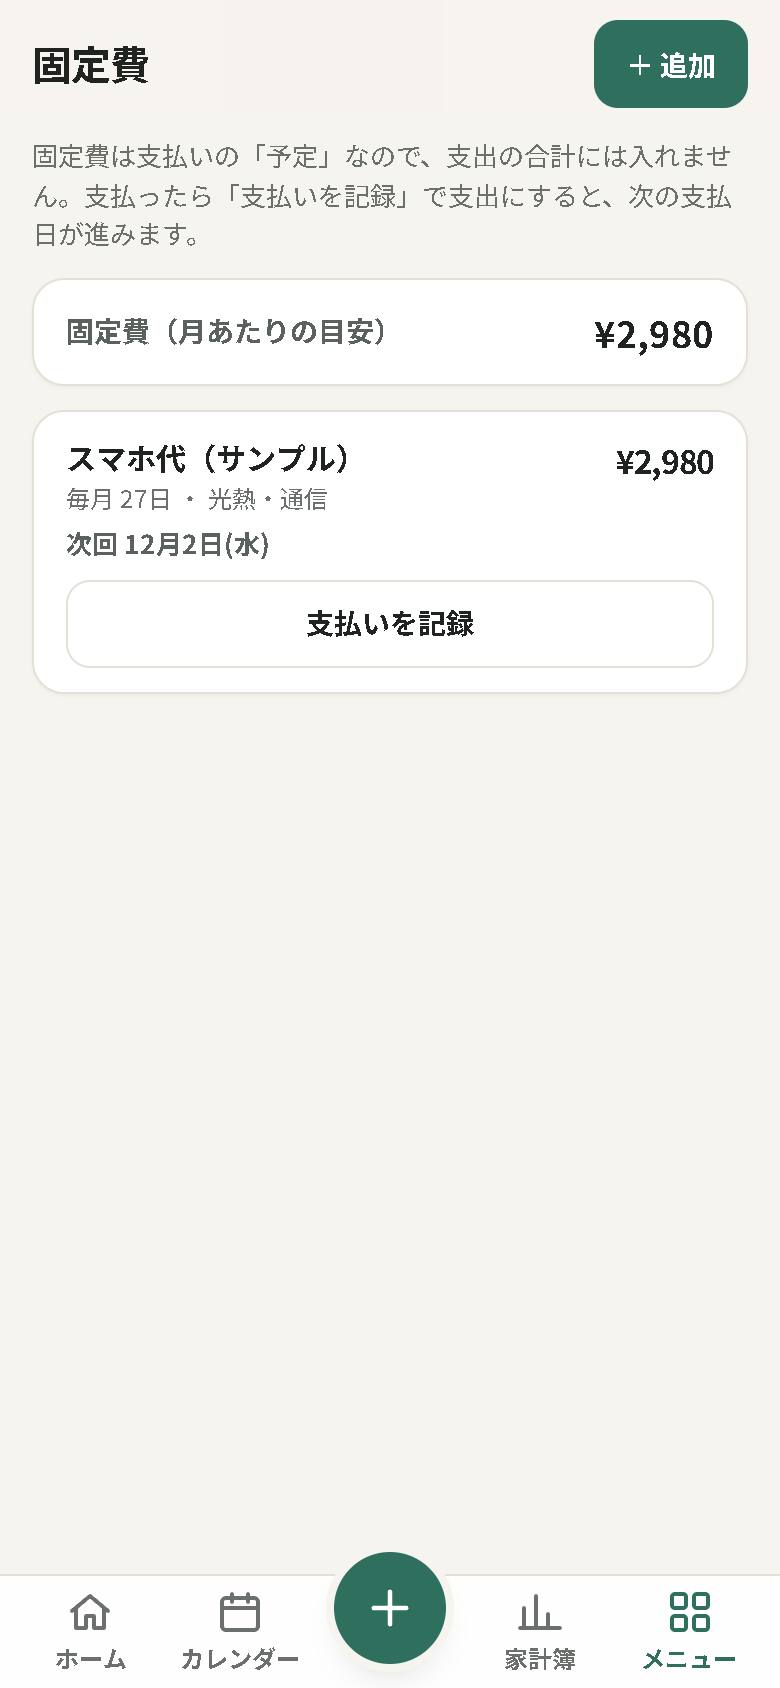 固定費
＋ 追加
固定費は支払いの「予定」なので、支出の合計には入れませ
ん。支払ったら「支払いを記録」で支出にすると、次の支払
日が進みます。
固定費（月あたりの目安） ¥2,980
スマホ代（サンプル） ¥2,980
毎月 27日 ・ 光熱・通信
次回 12月2日(水)
支払いを記録
ホーム カレンダー 家計簿 メニュー